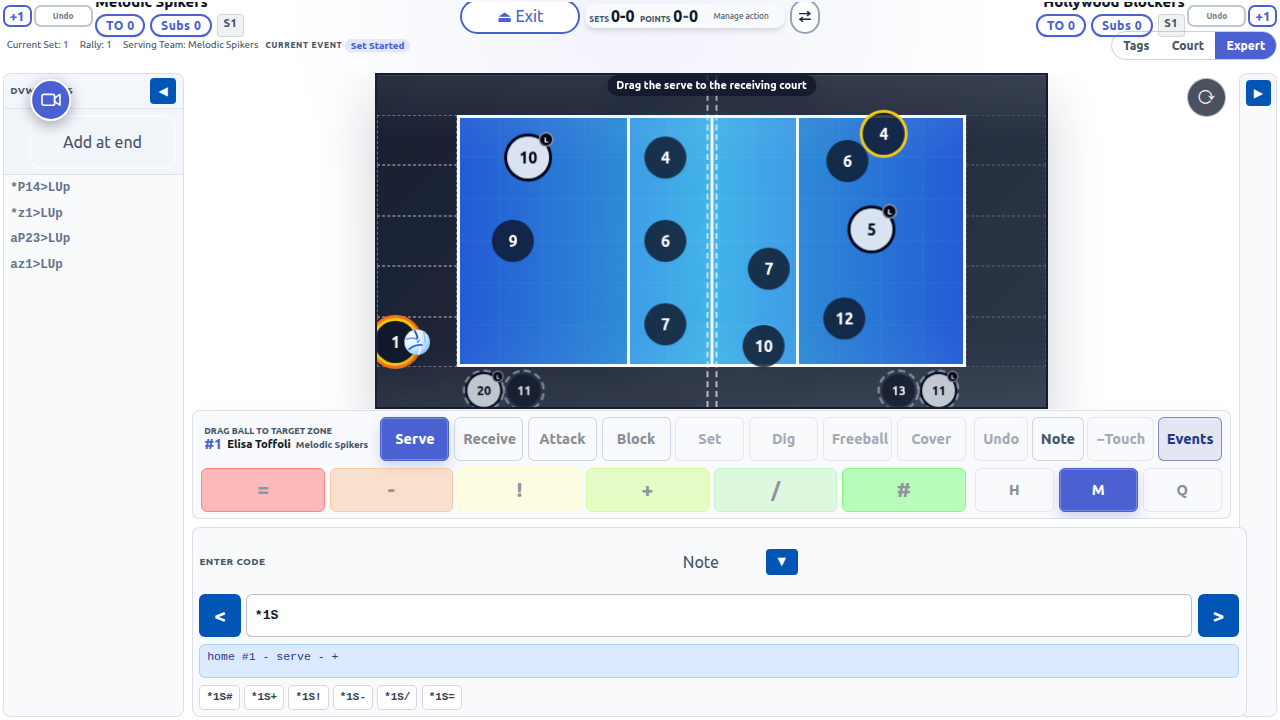 +1 Undo Melodic Spikers
TO 0 Subs 0 S1
⏏ Exit
SETS 0-0 POINTS 0-0 Manage action ⇄
Hollywood Blockers
TO 0 Subs 0 S1 Undo +1
Current Set: 1 Rally: 1 Serving Team: Melodic Spikers CURRENT EVENT Set Started
Tags Court Expert
◀
Add at end
*P14>LUp
*z1>LUp
aP23>LUp
az1>LUp
Drag the serve to the receiving court
▶
10 L 4 6 4
9 6 7 5 L
1 7 10 12
20 L 11 13 11 L
DRAG BALL TO TARGET ZONE
#1 Elisa Toffoli Melodic Spikers
Serve Receive Attack Block Set Dig Freeball Cover Undo Note −Touch Events
= - ! + / # H M Q
ENTER CODE Note ▼
< *1S >
home #1 - serve - +
*1S# *1S+ *1S! *1S- *1S/ *1S=